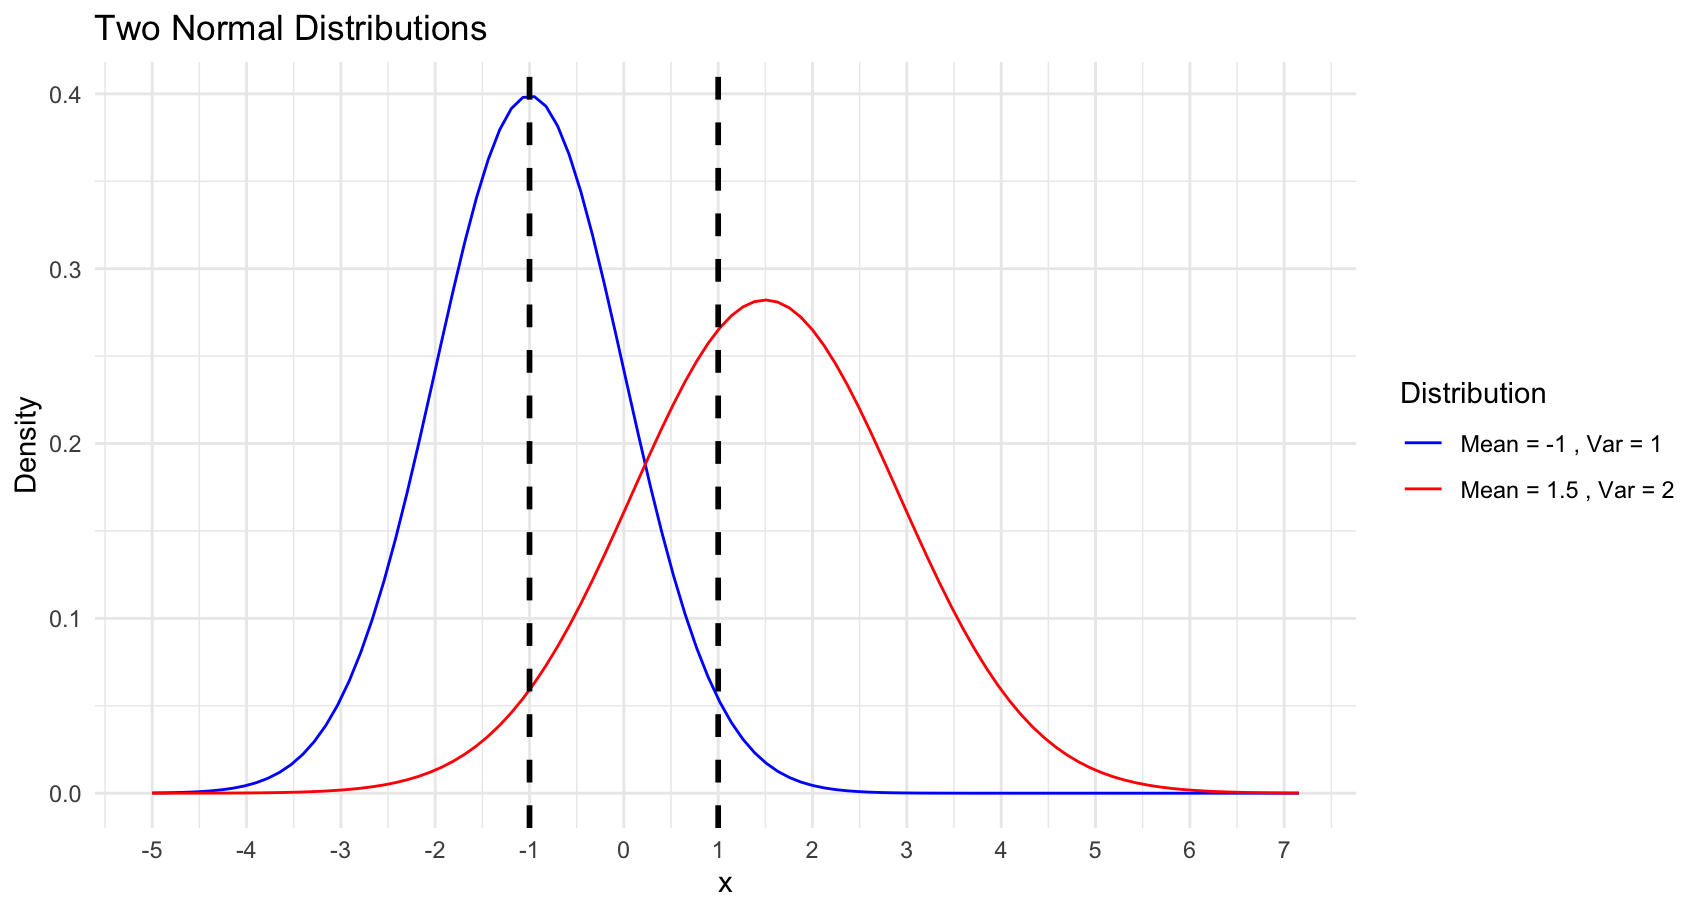 Two Normal Distributions
0.4
0.3
0.2
0.1
0.0
Density
-5 -4 -3 -2 -1 0 1 2 3 4 5 6 7
x
Distribution
Mean = -1 , Var = 1
Mean = 1.5 , Var = 2